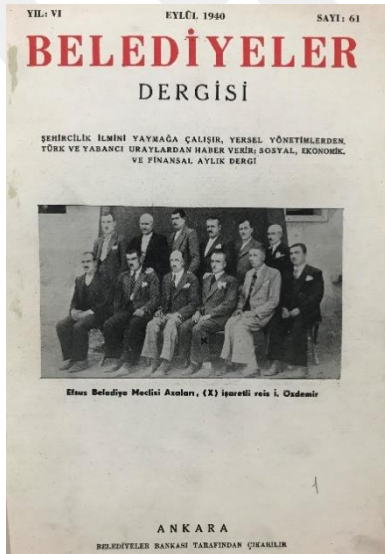 YIL: VI EYLÛL 1940 SAYI: 61
BELEDİYELER
DERGİSİ
ŞEHİRCİLİK İLMİNİ YAYMAĞA ÇALIŞIR, YERSEL YÖNETİMLERDEN,
TÜRK VE YABANCI URAYLARDAN HABER VERİR; SOSYAL, EKONOMİK,
VE FİNANSAL AYLIK DERGİ
Efsus Belediye Meclisi Azaları, (X) işaretli reis i. Özdemir
1
ANKARA
BELEDİYELER BANKASI TARAFINDAN ÇIKARILIR